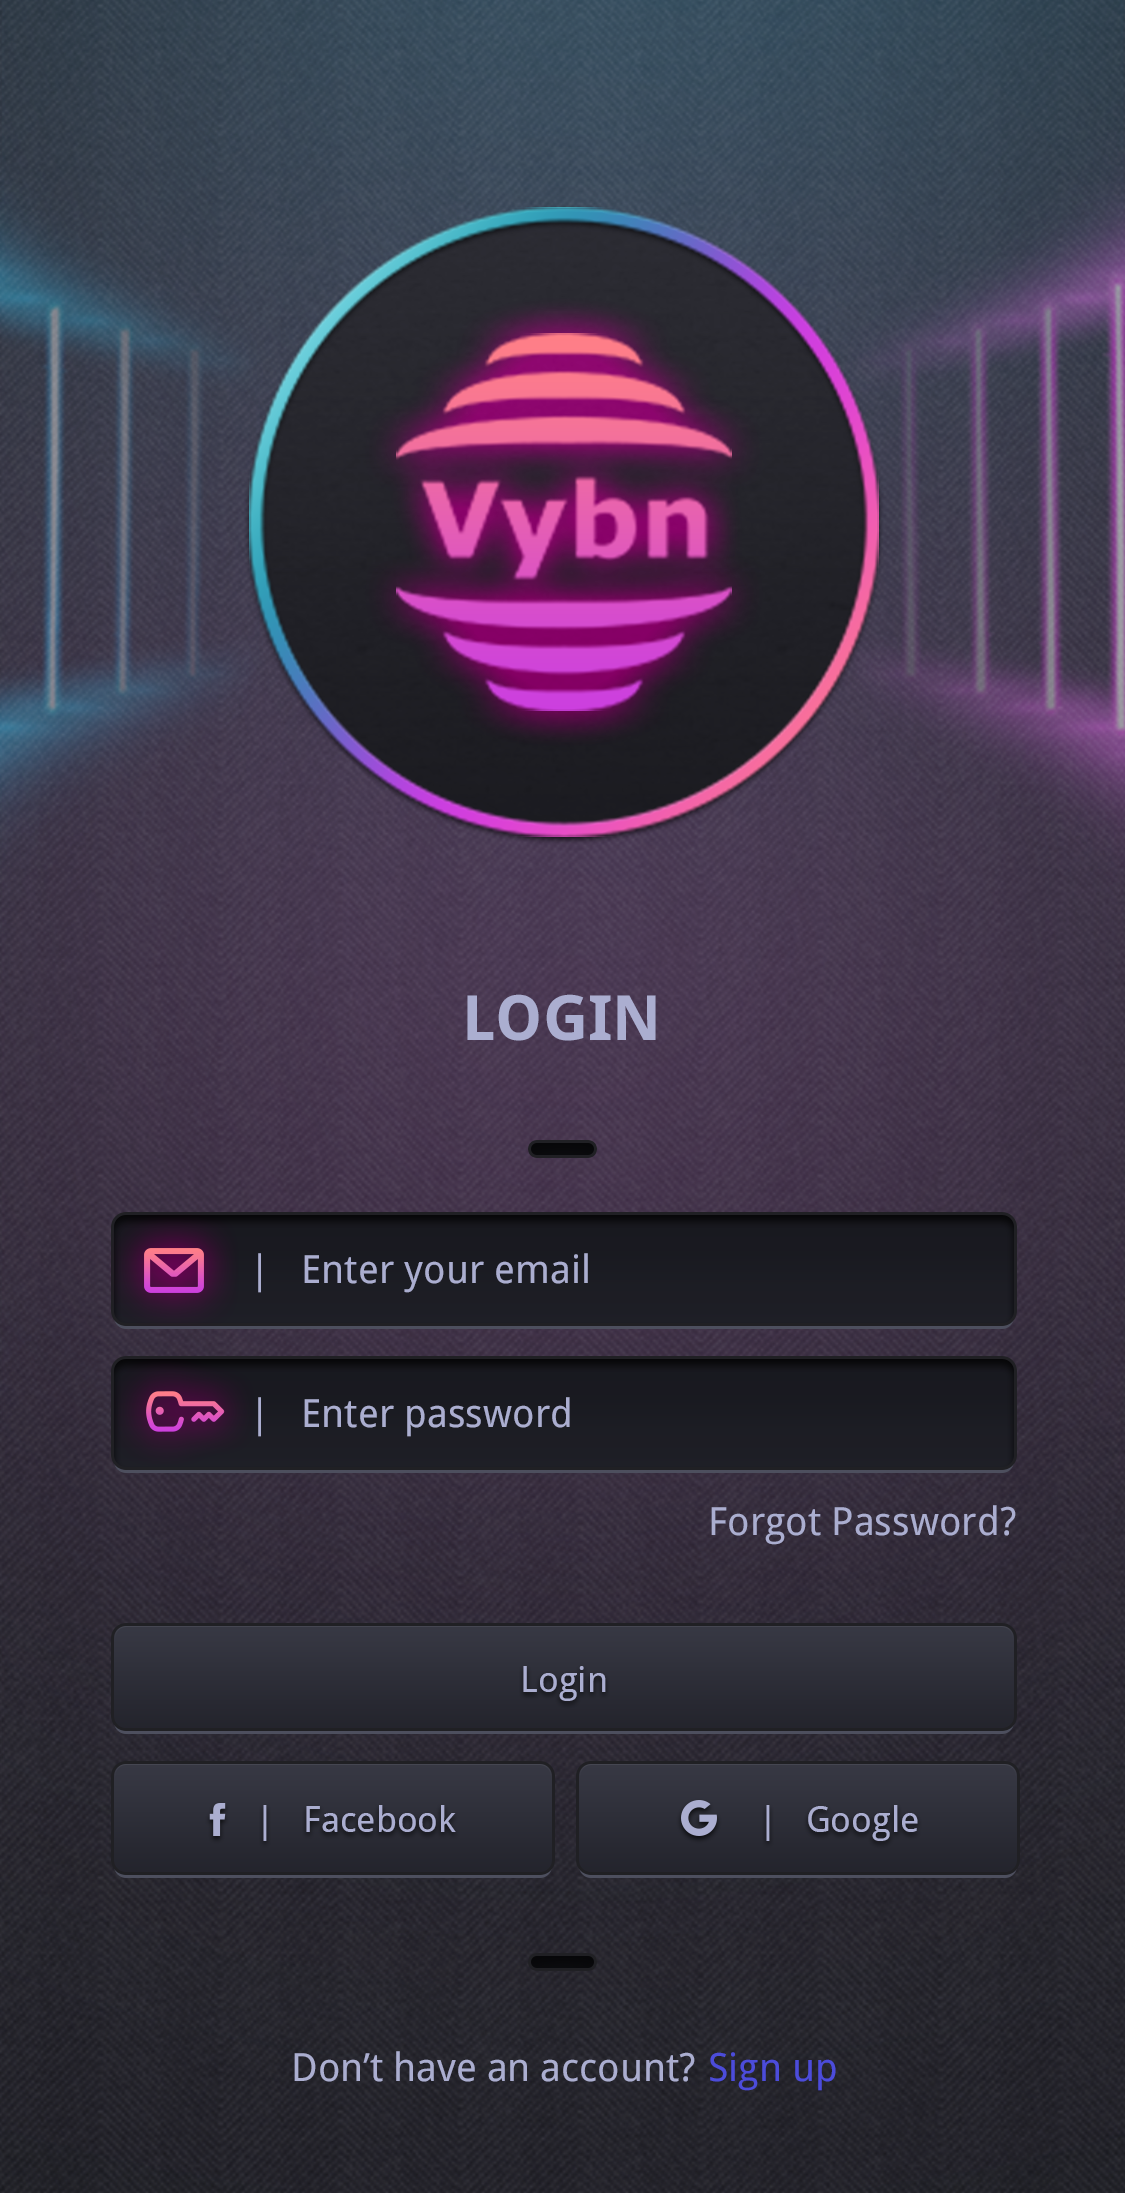 Vybn
LOGIN
| Enter your email
| Enter password
Forgot Password?
Login
f | Facebook
G | Google
Don’t have an account? Sign up